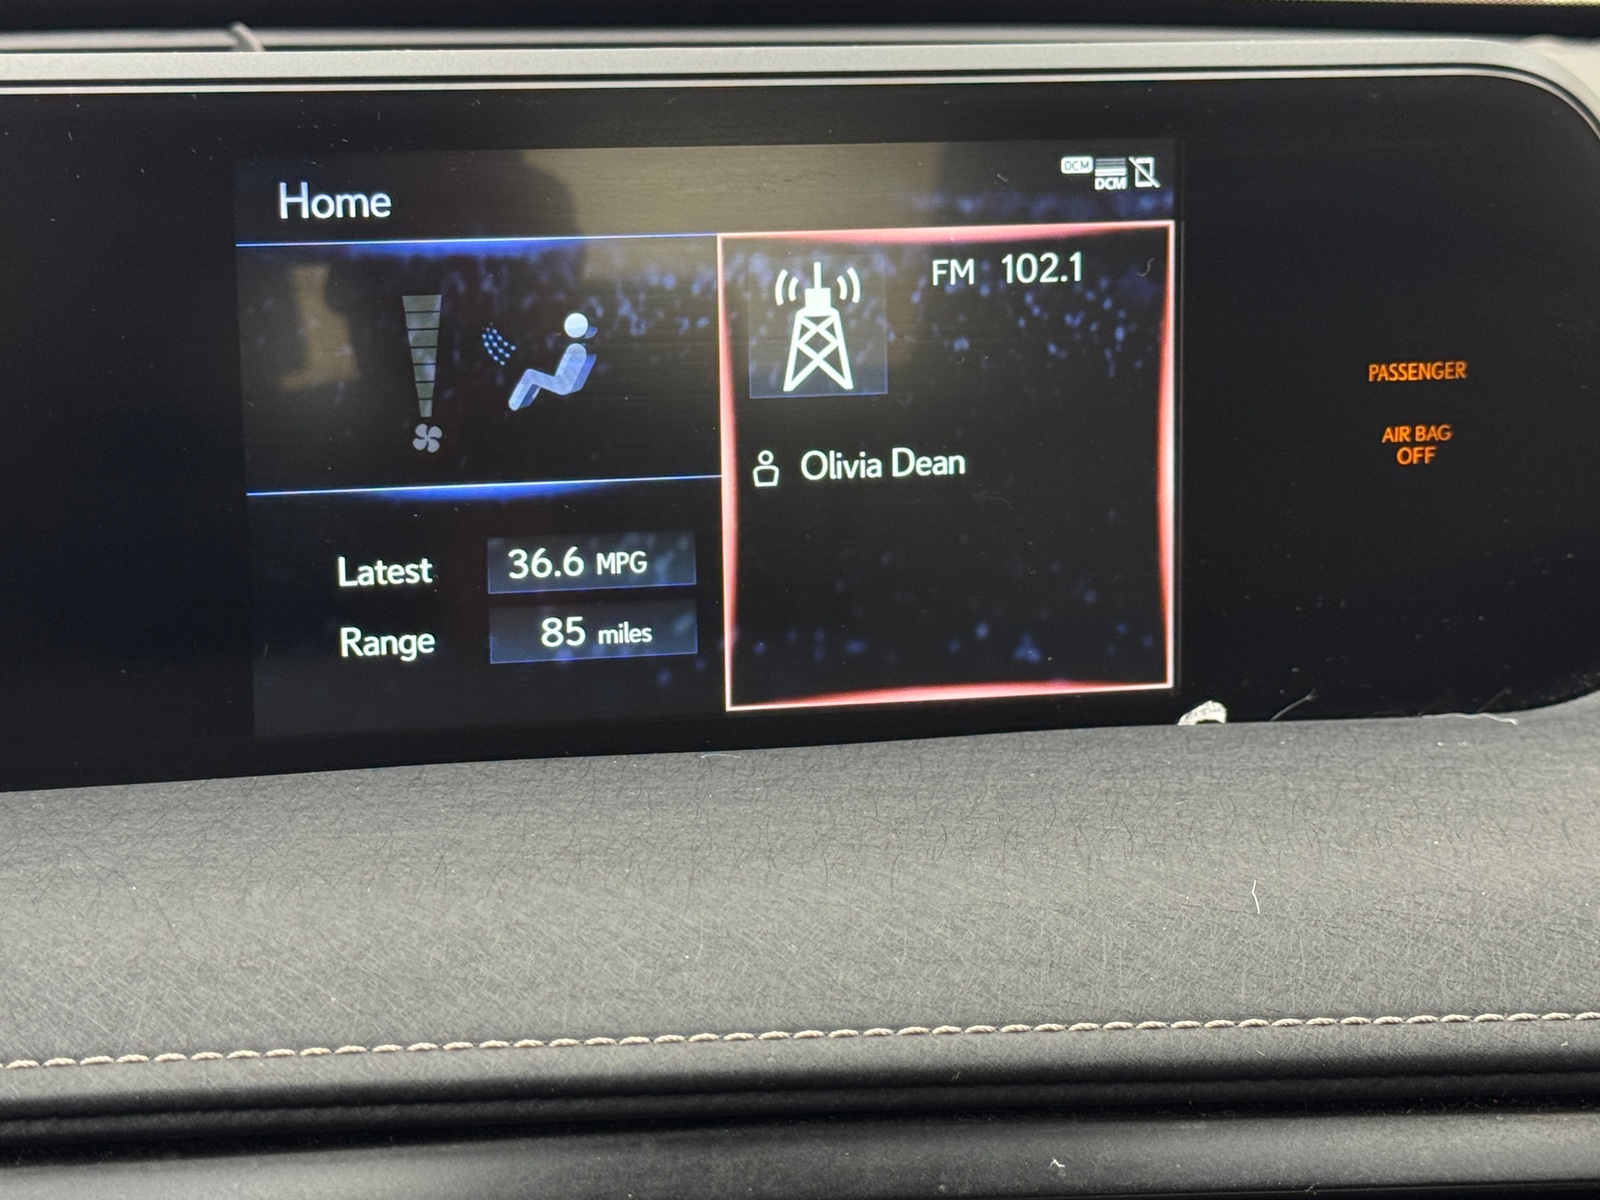 Home
DCM
DCM
FM 102.1
Olivia Dean
Latest 36.6 MPG
Range 85 miles
PASSENGER
AIR BAG
OFF